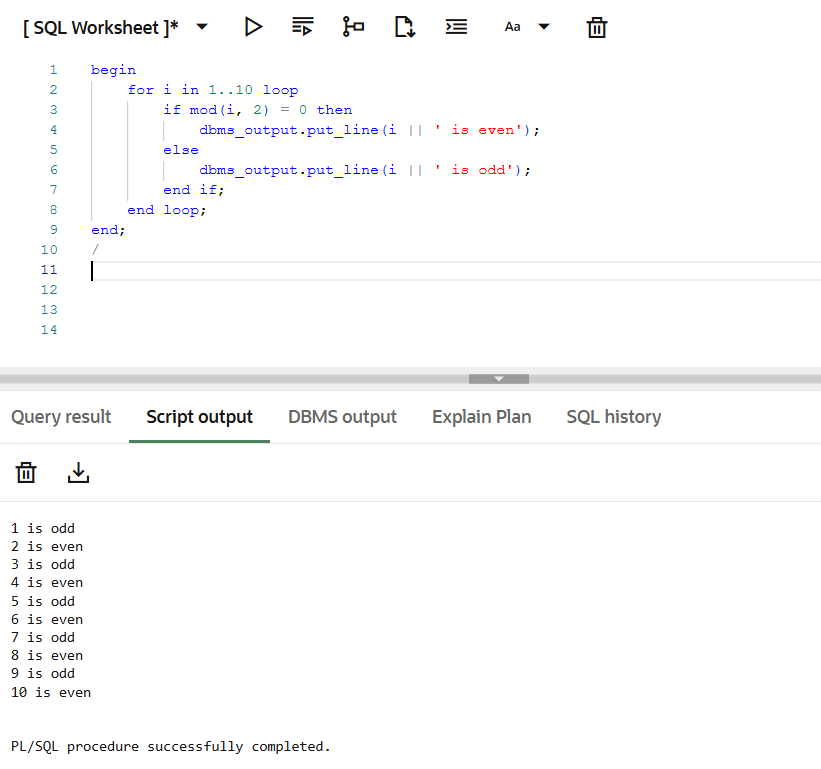 [ SQL Worksheet ]* Aa
1 begin
2 for i in 1..10 loop
3 if mod(i, 2) = 0 then
4 dbms_output.put_line(i || ' is even');
5 else
6 dbms_output.put_line(i || ' is odd');
7 end if;
8 end loop;
9 end;
10 /
11
12
13
14
Query result Script output DBMS output Explain Plan SQL history
1 is odd
2 is even
3 is odd
4 is even
5 is odd
6 is even
7 is odd
8 is even
9 is odd
10 is even
PL/SQL procedure successfully completed.